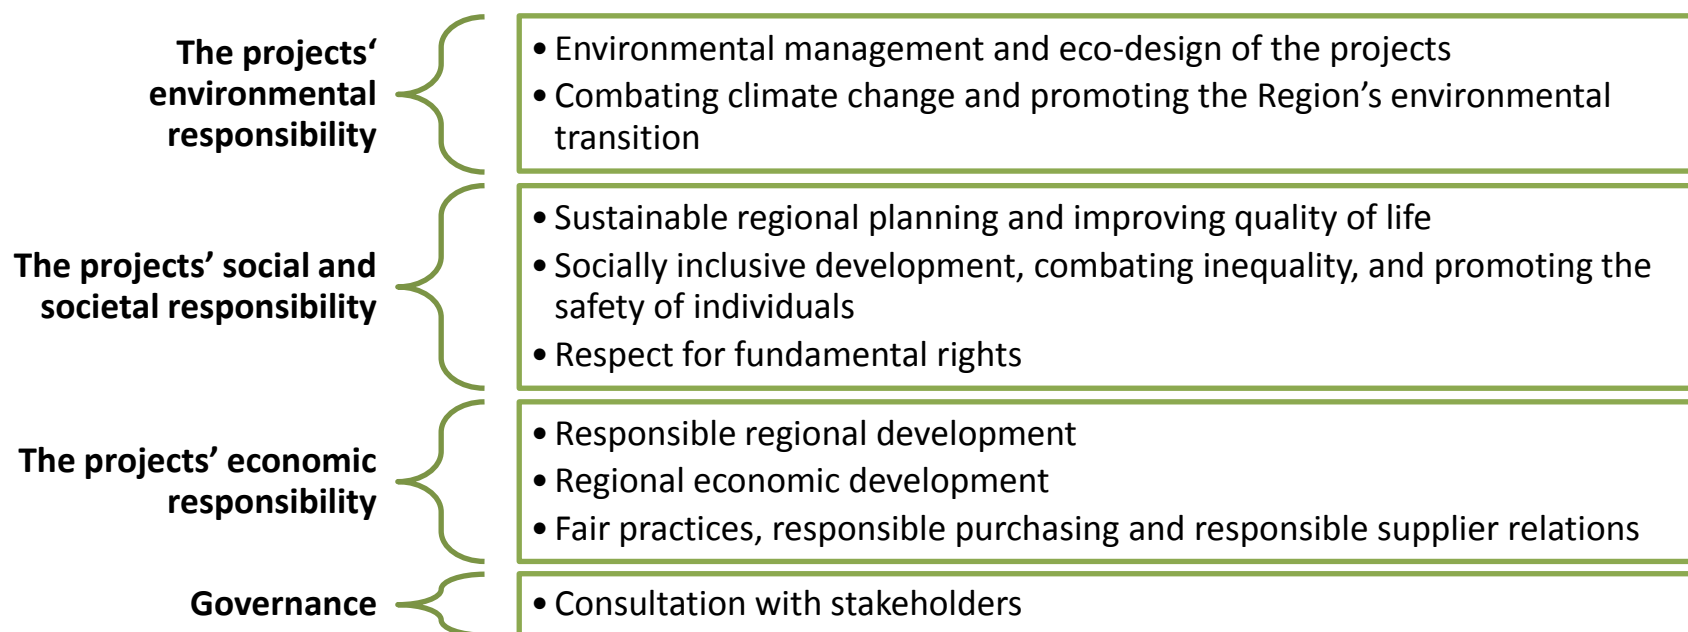 The projects‘
environmental
responsibility
• Environmental management and eco-design of the projects
• Combating climate change and promoting the Region’s environmental
transition
The projects’ social and
societal responsibility
• Sustainable regional planning and improving quality of life
• Socially inclusive development, combating inequality, and promoting the
safety of individuals
• Respect for fundamental rights
The projects’ economic
responsibility
• Responsible regional development
• Regional economic development
• Fair practices, responsible purchasing and responsible supplier relations
Governance
• Consultation with stakeholders